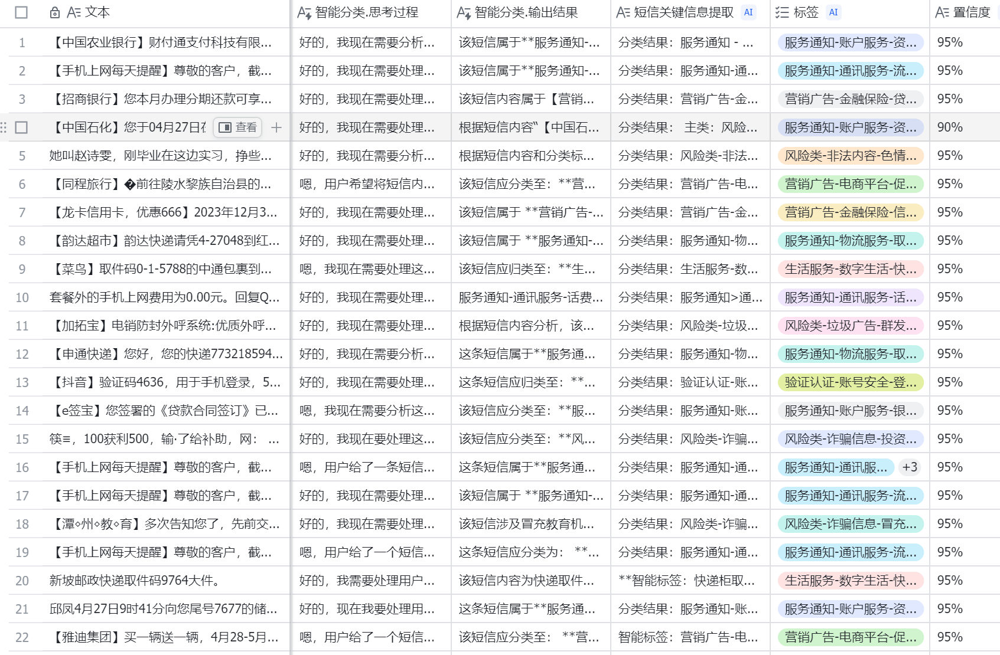 文本 智能分类.思考过程 智能分类.输出结果 短信关键信息提取 AI 标签 AI 置信度
1 【中国农业银行】财付通支付科技有限... 好的，我现在需要分析... 该短信属于**服务通知-... 分类结果：服务通知 - ... 服务通知-账户服务-资... 95%
2 【手机上网每天提醒】尊敬的客户，截... 好的，我现在需要处理... 该短信属于**服务通知-... 分类结果：服务通知-通... 服务通知-通讯服务-流... 95%
3 【招商银行】您本月办理分期还款可享... 好的，我现在需要处理... 该短信内容属于【营销... 分类结果：营销广告-金... 营销广告-金融保险-贷... 95%
【中国石化】您于04月27日在 查看 好的，我现在需要处理... 根据短信内容“【中国石... 分类结果： 主类：风险... 服务通知-账户服务-资... 90%
5 她叫赵诗雯，刚毕业在这边实习，挣些... 好的，我现在需要分析... 根据短信内容和分类标... 分类结果：风险类-非法... 风险类-非法内容-色情... 95%
6 【同程旅行】�前往陵水黎族自治县的... 嗯，用户希望将短信内... 该短信应分类至：**营... 分类结果：营销广告-电... 营销广告-电商平台-促... 95%
7 【龙卡信用卡，优惠666】2023年12月3... 好的，我现在需要处理... 该短信属于 **营销广告-... 分类结果：营销广告-金... 营销广告-金融保险-信... 95%
8 【韵达超市】韵达快递请凭4-27048到红... 好的，我现在需要处理... 该短信属于 **服务通知-... 分类结果：服务通知-物... 服务通知-物流服务-取... 95%
9 【菜鸟】取件码0-1-5788的中通包裹到... 嗯，我现在需要处理这... 该短信应归类至：**生... 分类结果：生活服务-数... 生活服务-数字生活-快... 95%
10 套餐外的手机上网费用为0.00元。回复Q... 好的，我现在需要处理... 服务通知-通讯服务-话费... 分类结果：服务通知>通... 服务通知-通讯服务-话... 95%
11 【加拓宝】电销防封外呼系统:优质外呼... 好的，我现在需要处理... 根据短信内容分析，该... 分类结果：风险类-垃圾... 风险类-垃圾广告-群发... 95%
12 【申通快递】您好，您的快递773218594... 好的，我现在需要分析... 这条短信属于**服务通... 分类结果：服务通知-物... 服务通知-物流服务-取... 95%
13 【抖音】验证码4636，用于手机登录，5... 好的，我现在需要处理... 这条短信应归类至：**... 分类结果：验证认证-账... 验证认证-账号安全-登... 95%
14 【e签宝】您签署的《贷款合同签订》已... 嗯，我现在需要分析这... 该短信应分类至：**服... 分类结果：服务通知-账... 服务通知-账户服务-银... 95%
15 筷≡，100获利500，输·了给补助，网： ... 好的，我现在要处理这... 该短信应分类至：**风... 分类结果：风险类-诈骗... 风险类-诈骗信息-投资... 95%
16 【手机上网每天提醒】尊敬的客户，截... 嗯，用户给了一条短信... 这条短信属于**服务通... 分类结果：服务通知-通... 服务通知-通讯服... +3 95%
17 【手机上网每天提醒】尊敬的客户，截... 好的，我现在需要处理... 该短信属于 **服务通知-... 分类结果：服务通知-通... 服务通知-通讯服务-流... 95%
18 【潭⋄州⋄教⋄育】多次告知您了，先前交... 好的，我现在需要处理... 该短信涉及冒充教育机... 分类结果：风险类-诈骗... 风险类-诈骗信息-冒充... 95%
19 【手机上网每天提醒】尊敬的客户，截... 嗯，用户给了一个短信... 这条短信应分类为： **... 分类结果：服务通知-通... 服务通知-通讯服务-流... 95%
20 新坡邮政快递取件码9764大件。 好的，我需要处理用户... 该短信内容为快递取件... **智能标签：快递柜取... 生活服务-数字生活-快... 95%
21 邱凤4月27日9时41分向您尾号7677的储... 好的，现在我要处理用... 这条短信属于**服务通... 分类结果：服务通知-账... 服务通知-账户服务-资... 95%
22 【雅迪集团】买一辆送一辆，4月28-5月... 嗯，用户给了一个短信... 该短信应分类至： **营... 智能标签：营销广告-电... 营销广告-电商平台-促... 95%